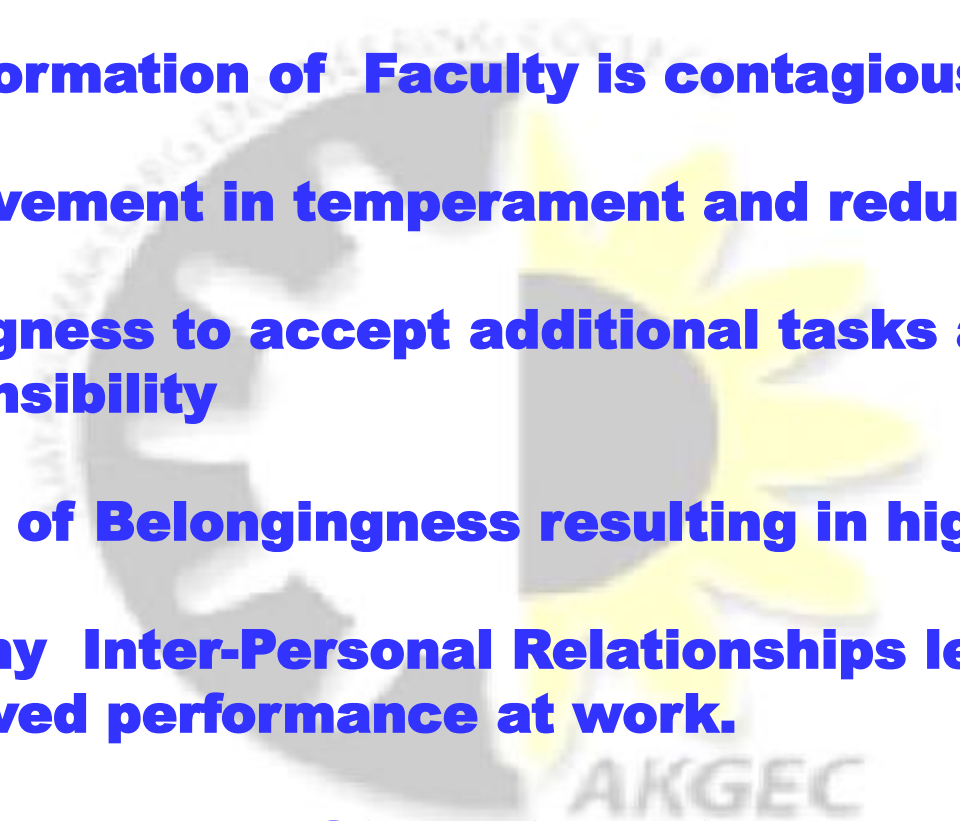 ormation of Faculty is contagious
vement in temperament and redu
gness to accept additional tasks a
nsibility
of Belongingness resulting in hig
ny Inter-Personal Relationships le
ved performance at work.
AKGEC